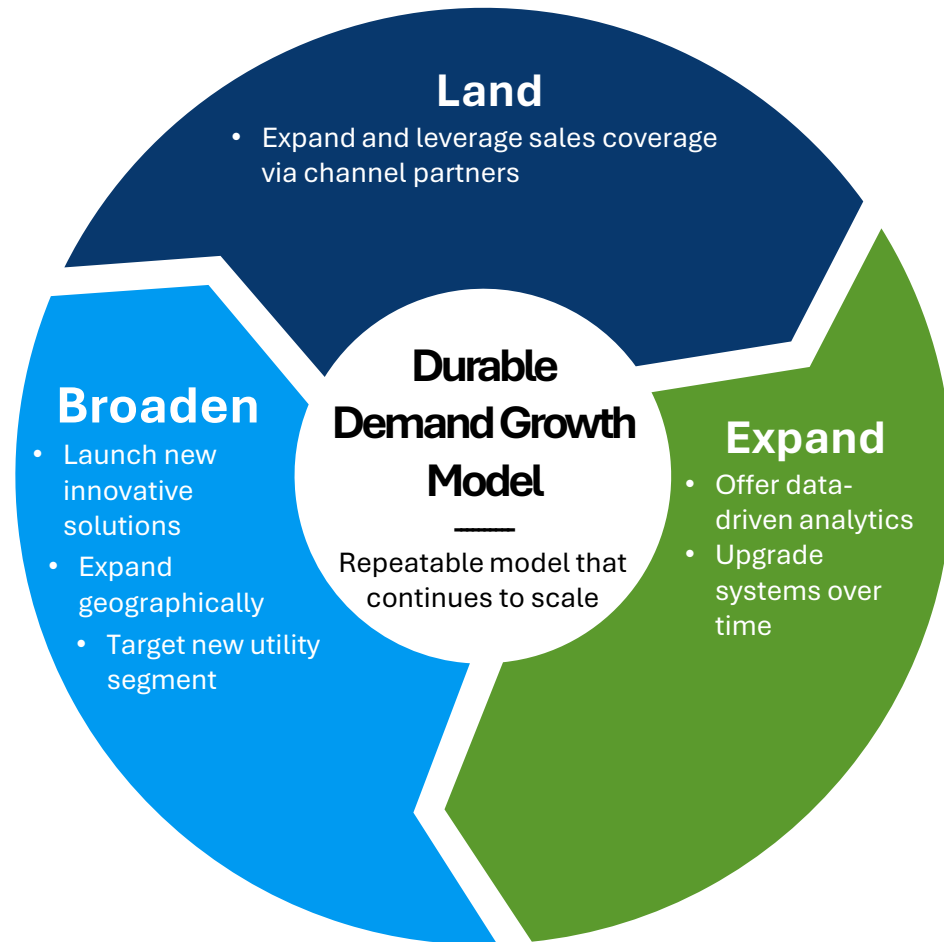 Land
• Expand and leverage sales coverage
via channel partners
Expand
• Offer data-
driven analytics
• Upgrade
systems over
time
Broaden
• Launch new
innovative
solutions
• Expand
geographically
• Target new utility
segment
Durable
Demand Growth
Model
Repeatable model that
continues to scale